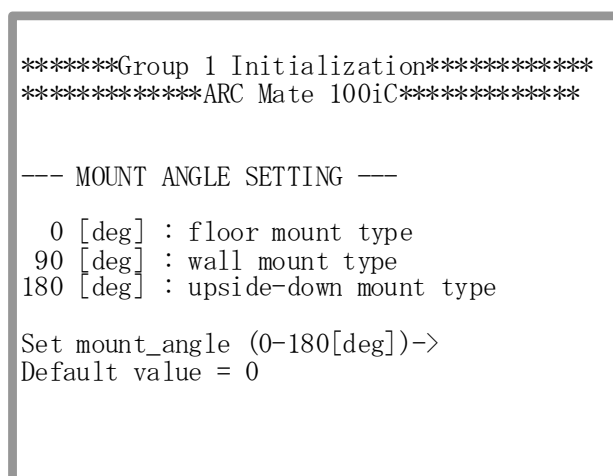 *******Group 1 Initialization************
*************ARC Mate 100iC*************
--- MOUNT ANGLE SETTING ---
0 [deg] : floor mount type
90 [deg] : wall mount type
180 [deg] : upside-down mount type
Set mount_angle (0-180[deg])->
Default value = 0